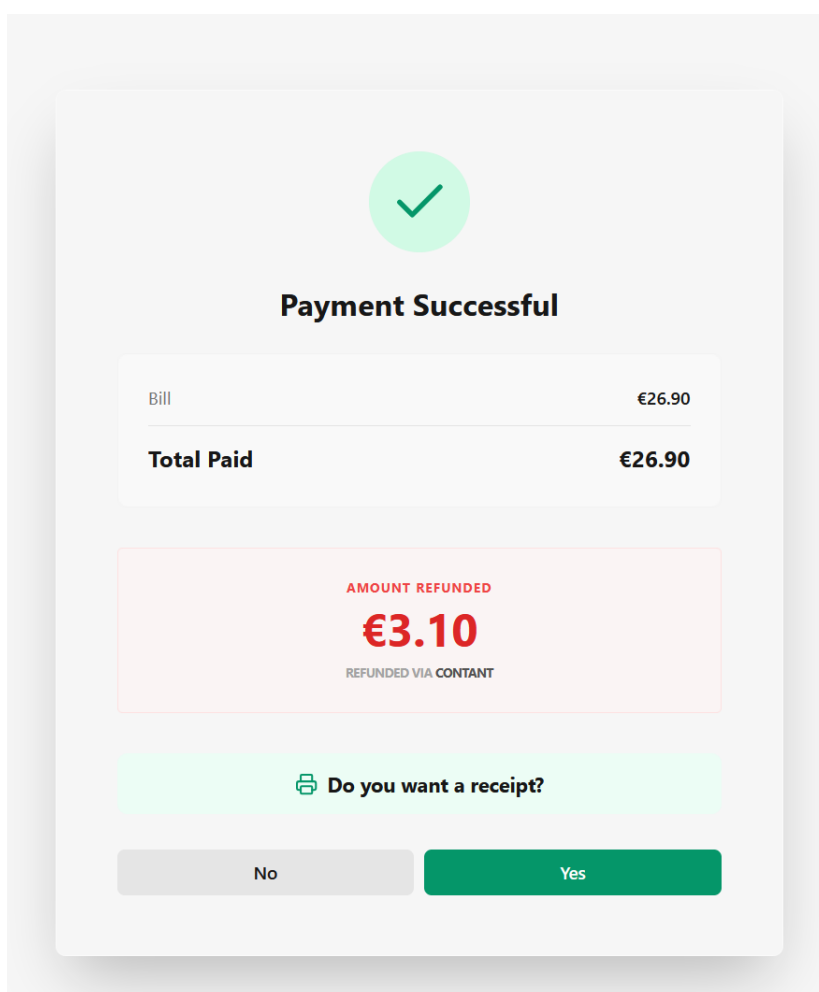 Payment Successful
Bill €26.90
Total Paid €26.90
AMOUNT REFUNDED
€3.10
REFUNDED VIA CONTANT
Do you want a receipt?
No Yes